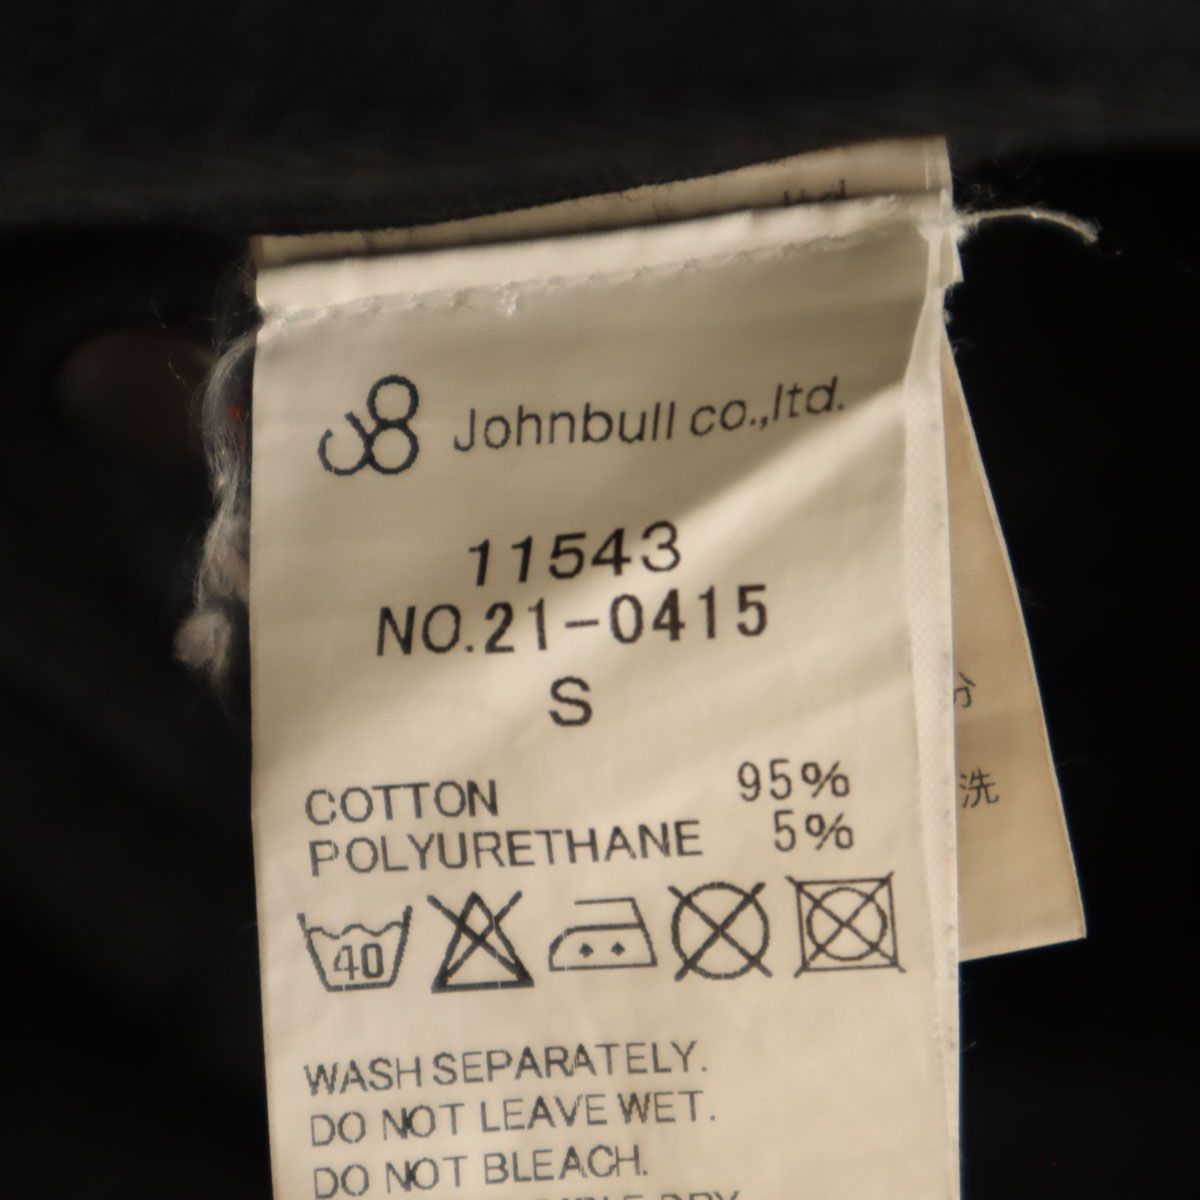 Johnbull co.,ltd.
11543
NO.21-0415
S
COTTON 95%
POLYURETHANE 5%
40
WASH SEPARATELY.
DO NOT LEAVE WET.
DO NOT BLEACH.
DRY
分
洗